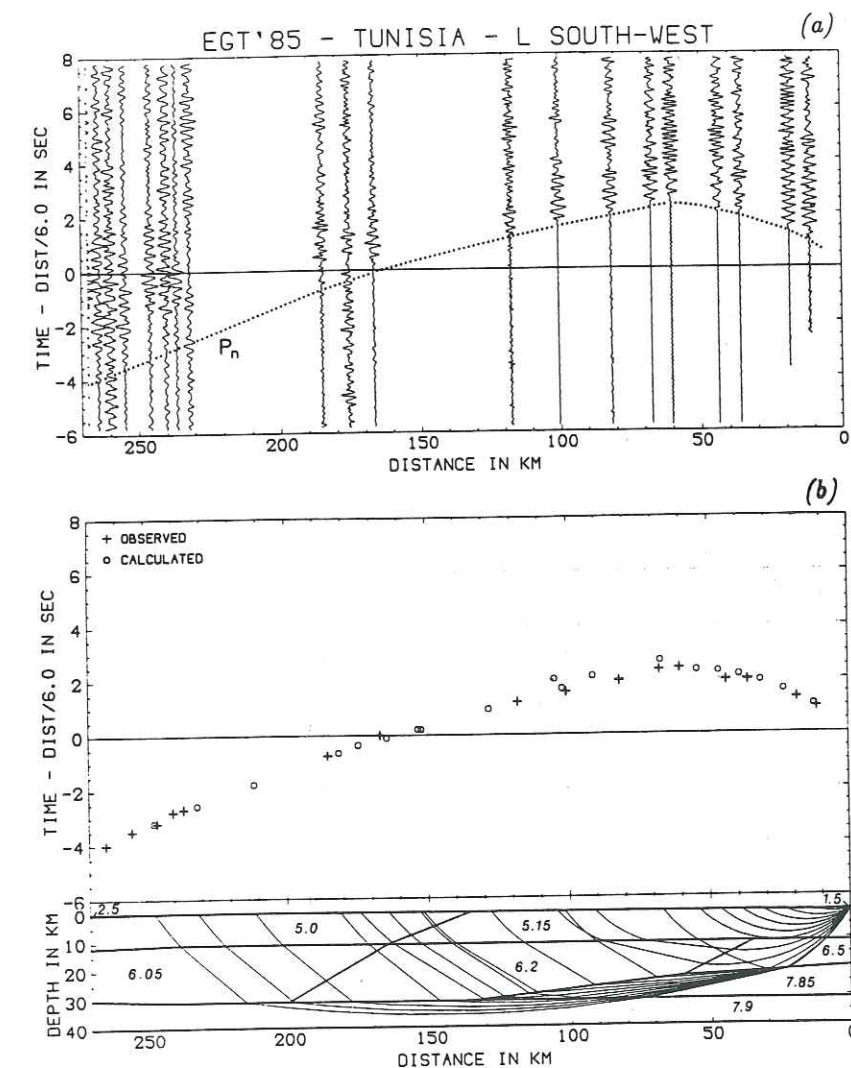 (a)
EGT'85 - TUNISIA - L SOUTH-WEST
TIME - DIST/6.0 IN SEC
8
6
4
2
0
-2
-4
-6
Pn
250 200 150 100 50 0
DISTANCE IN KM
(b)
TIME - DIST/6.0 IN SEC
8
6
4
2
0
-2
-4
-6
+ OBSERVED
o CALCULATED
DEPTH IN KM
0
10
20
30
40
2.5 1.5
5.0 5.15
6.05 6.2 6.5
7.85
7.9
250 200 150 100 50 0
DISTANCE IN KM